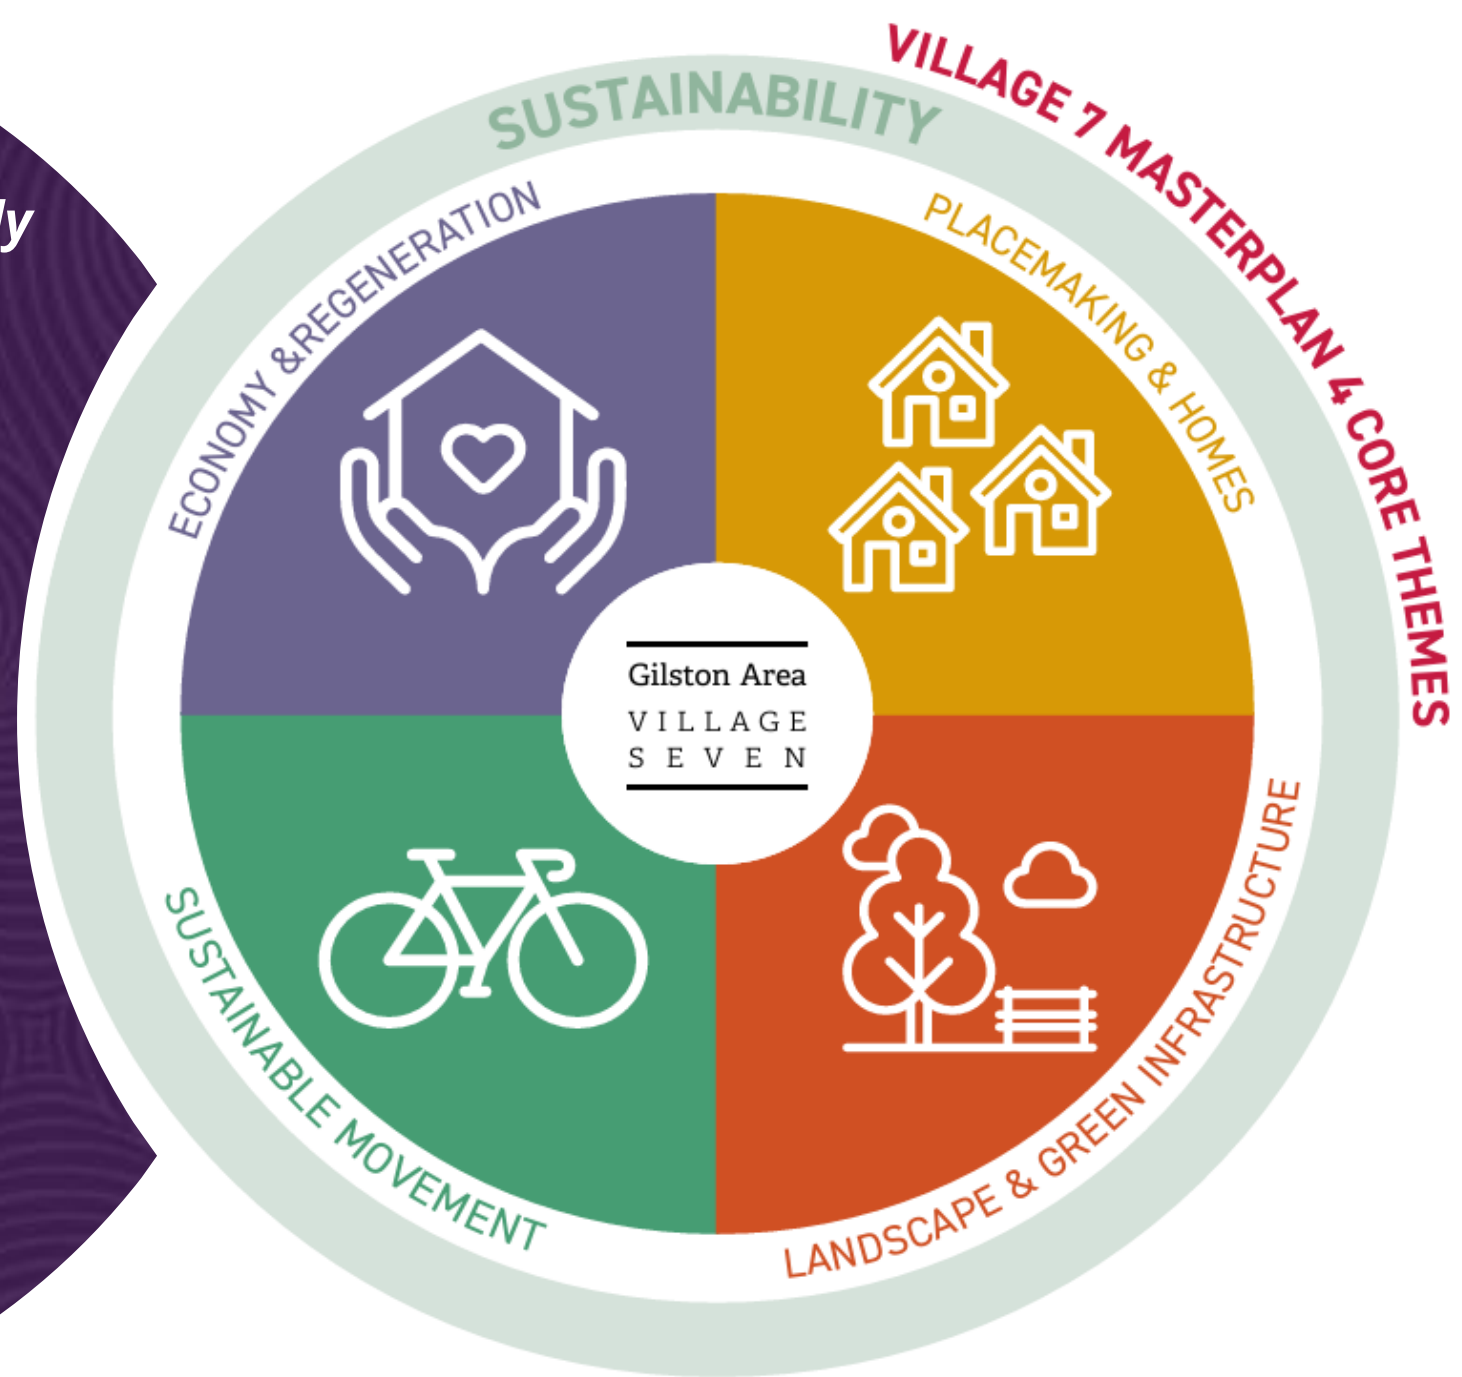 VILLAGE 7 MASTERPLAN 4 CORE THEMES
SUSTAINABILITY
ECONOMY &REGENERATION
PLACEMAKING & HOMES
Gilston Area
VILLAGE
SEVEN
SUSTAINABLE MOVEMENT
LANDSCAPE & GREEN INFRASTRUCTURE